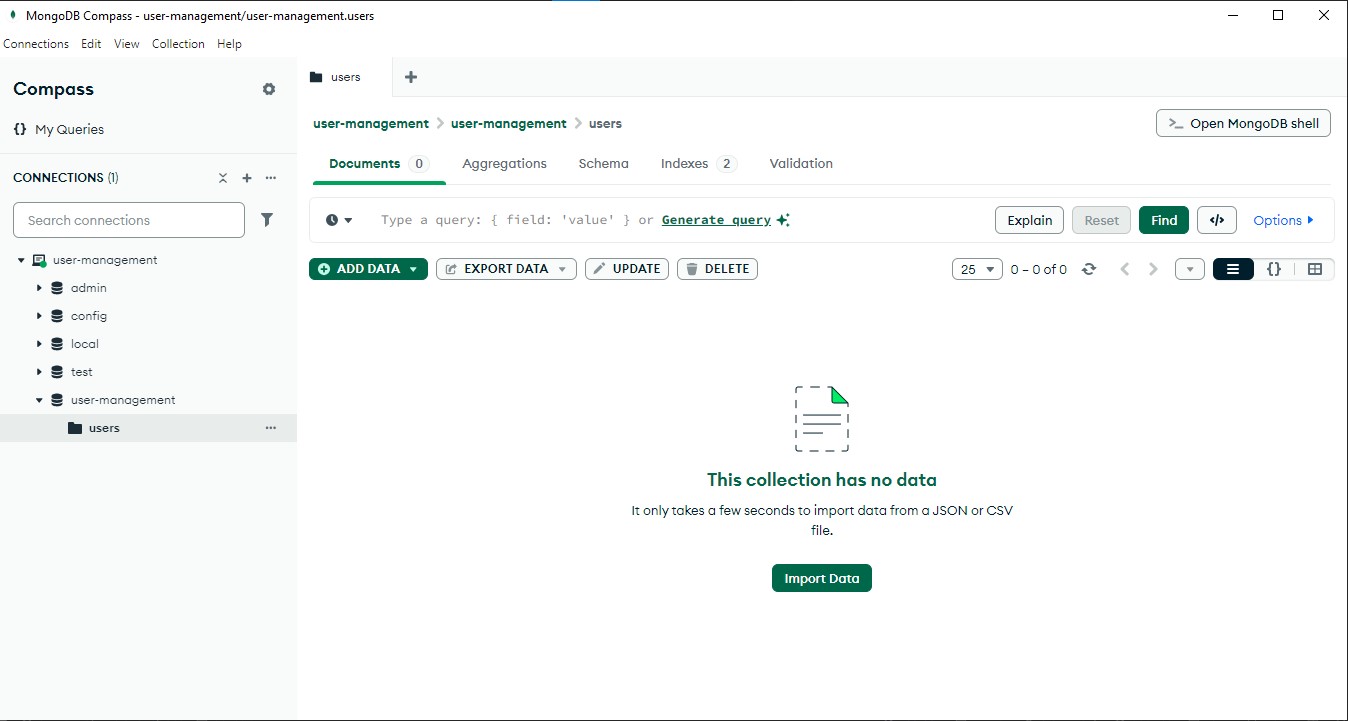 MongoDB Compass - user-management/user-management.users
Connections Edit View Collection Help
Compass
{} My Queries
CONNECTIONS (1)
Search connections
user-management
admin
config
local
test
user-management
users
users
user-management > user-management > users
>_ Open MongoDB shell
Documents 0 Aggregations Schema Indexes 2 Validation
Type a query: { field: 'value' } or Generate query
Explain Reset Find </> Options
ADD DATA EXPORT DATA UPDATE DELETE
25 0 – 0 of 0 {}
This collection has no data
It only takes a few seconds to import data from a JSON or CSV
file.
Import Data